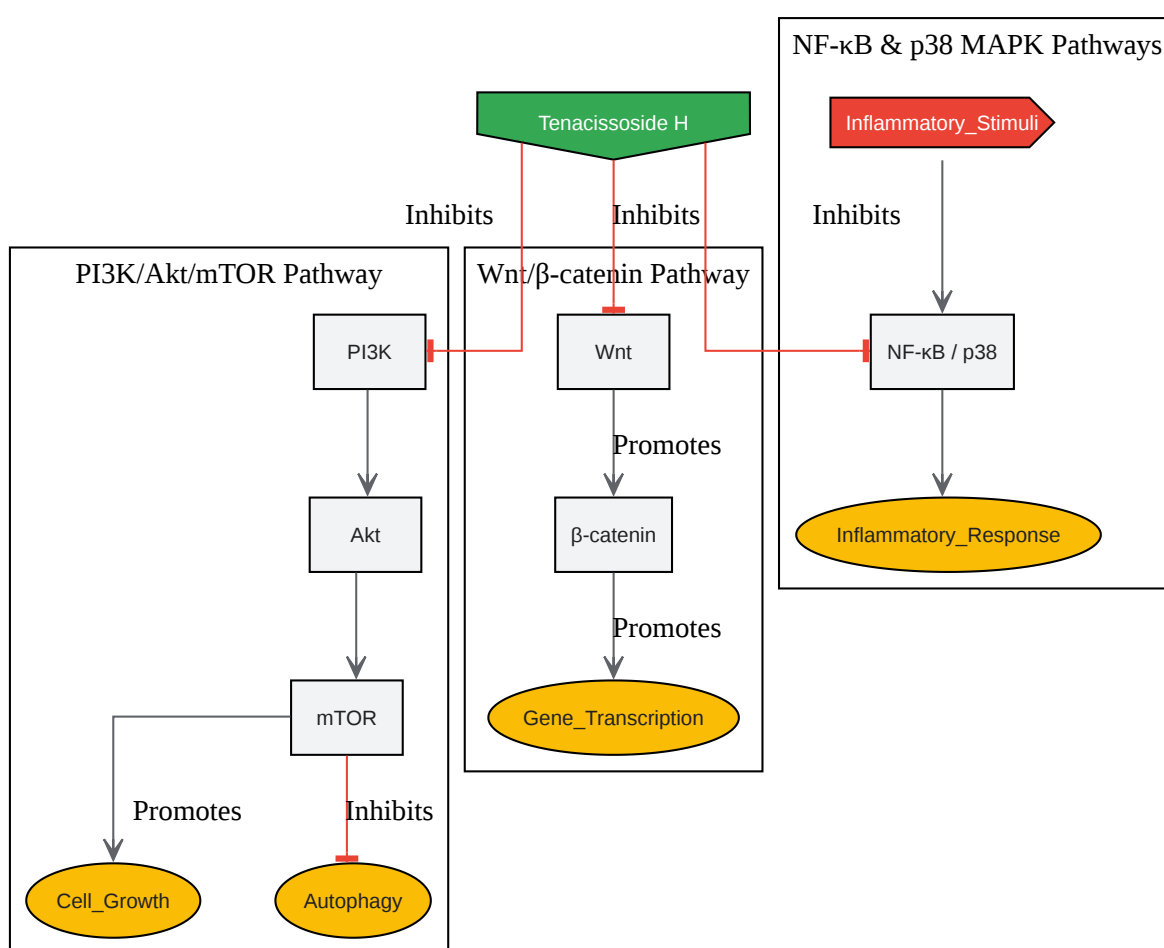 NF-κB & p38 MAPK Pathways
Tenacissoside H
Inflammatory_Stimuli
Inhibits
Inhibits
Inhibits
PI3K/Akt/mTOR Pathway
Wnt/β-catenin Pathway
PI3K
Wnt
NF-κB / p38
Promotes
Akt
β-catenin
Inflammatory_Response
Promotes
mTOR
Gene_Transcription
Promotes
Inhibits
Cell_Growth
Autophagy